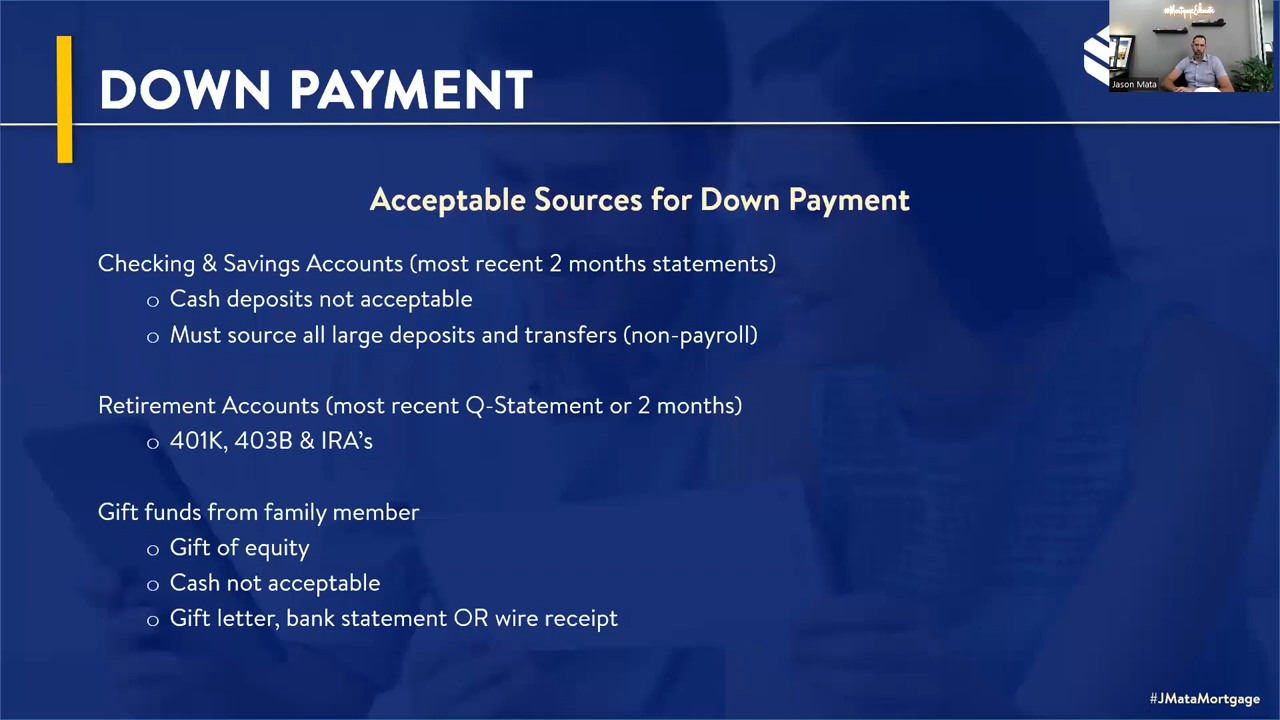 DOWN PAYMENT
Jason Mata
Acceptable Sources for Down Payment
Checking & Savings Accounts (most recent 2 months statements)
o Cash deposits not acceptable
o Must source all large deposits and transfers (non-payroll)
Retirement Accounts (most recent Q-Statement or 2 months)
o 401K, 403B & IRA's
Gift funds from family member
o Gift of equity
o Cash not acceptable
o Gift letter, bank statement OR wire receipt
#JMataMortgage